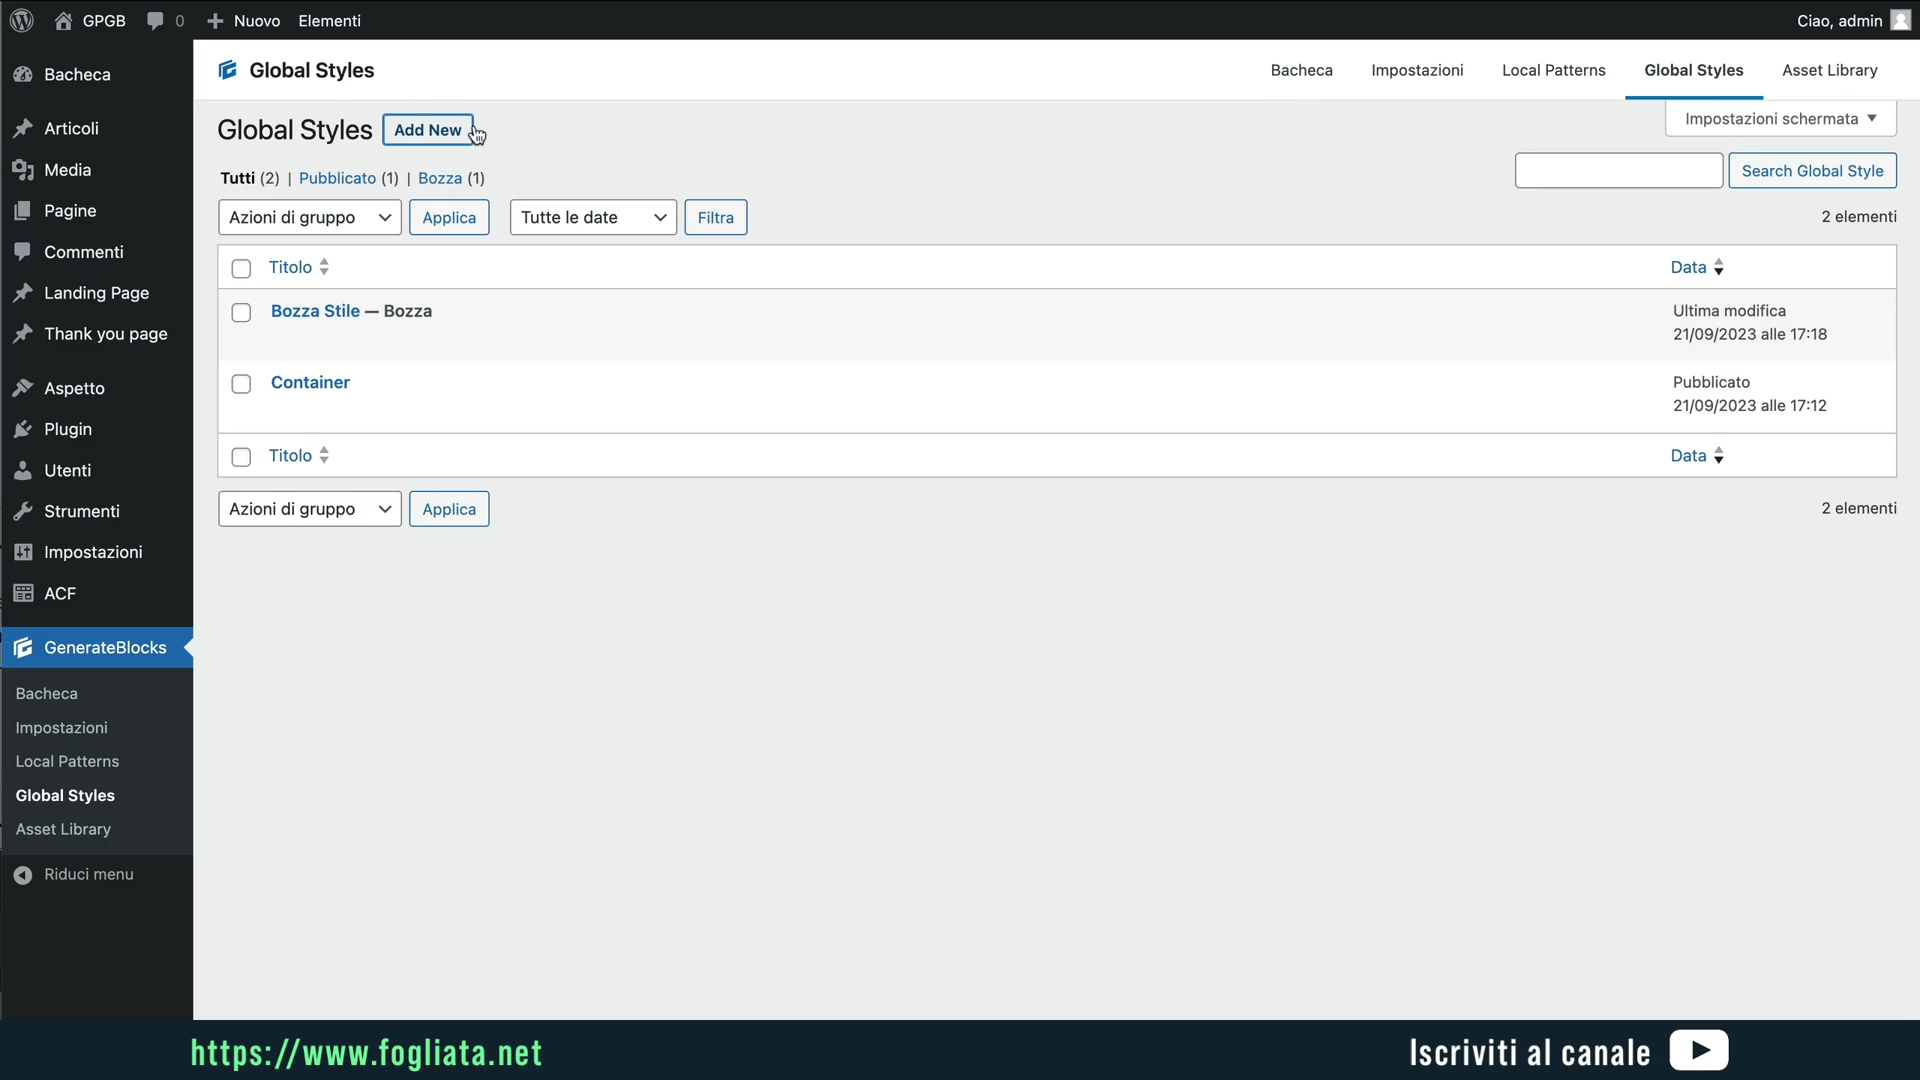 GPGB 0 Nuovo Elementi Ciao, admin
Global Styles Bacheca Impostazioni Local Patterns Global Styles Asset Library
Bacheca
Articoli
Media
Pagine
Commenti
Landing Page
Thank you page
Aspetto
Plugin
Utenti
Strumenti
Impostazioni
ACF
GenerateBlocks
Bacheca
Impostazioni
Local Patterns
Global Styles
Asset Library
Riduci menu
Global Styles Add New
Impostazioni schermata
Tutti (2) | Pubblicato (1) | Bozza (1)
Search Global Style
Azioni di gruppo Applica Tutte le date Filtra 2 elementi
Titolo Data
Bozza Stile — Bozza Ultima modifica
21/09/2023 alle 17:18
Container Pubblicato
21/09/2023 alle 17:12
Titolo Data
Azioni di gruppo Applica 2 elementi
https://www.fogliata.net Iscriviti al canale